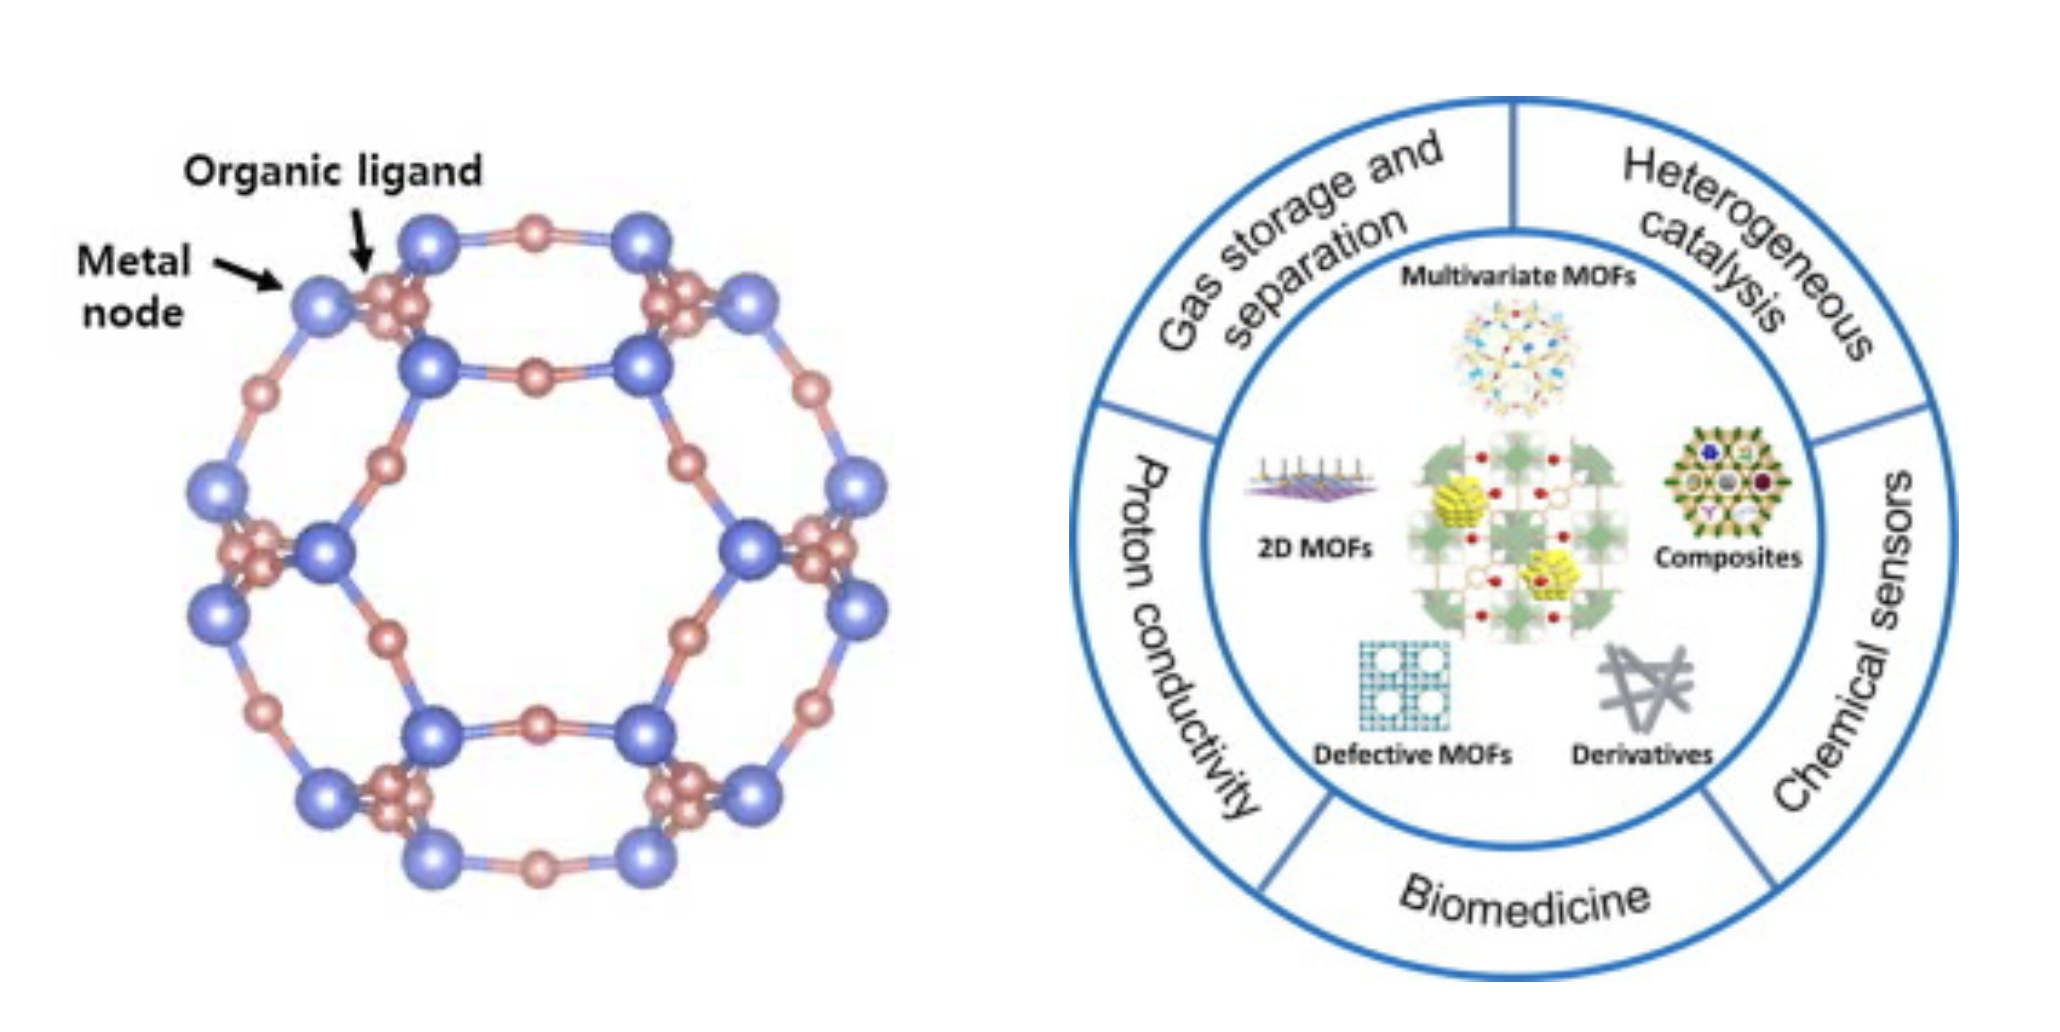 Organic ligand
Metal
node
Gas storage and
separation
Heterogeneous
catalysis
Multivariate MOFs
2D MOFs
Composites
Proton conductivity
Chemical sensors
Defective MOFs
Derivatives
Biomedicine